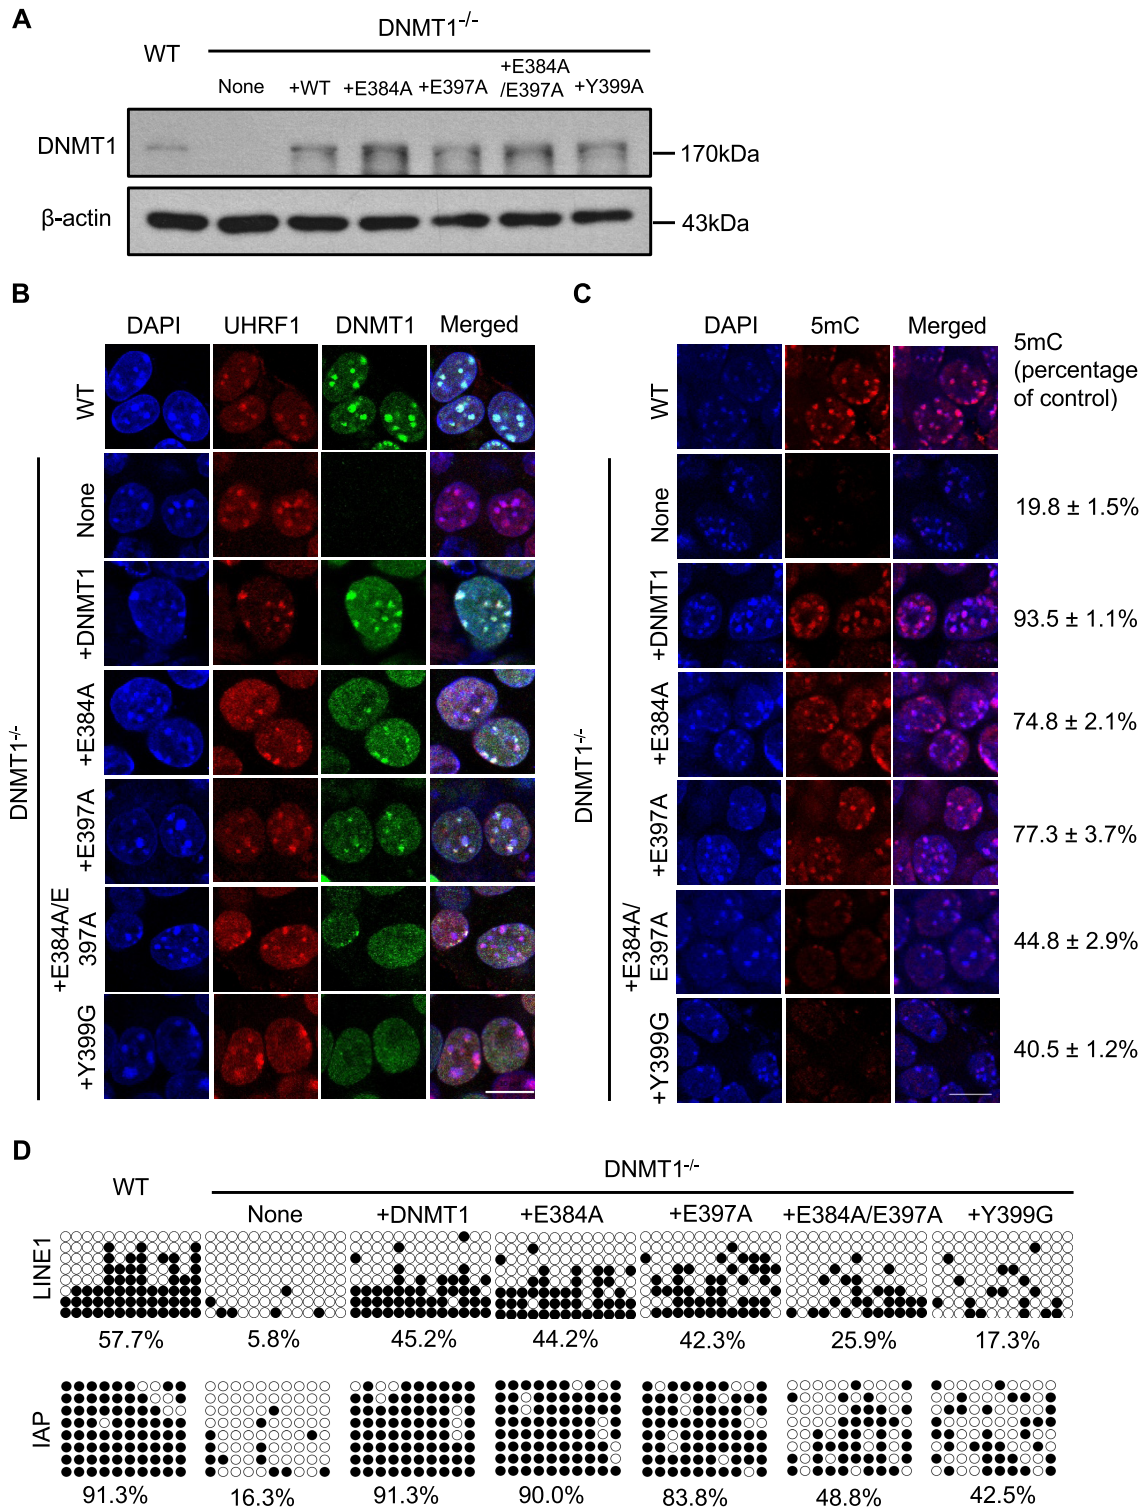 A
DNMT1-/-
WT
None +WT +E384A +E397A +E384A/E397A +Y399A
DNMT1
170kDa
β-actin
43kDa
B
DAPI UHRF1 DNMT1 Merged
WT
DNMT1-/-
None
+DNMT1
+E384A
+E397A
+E384A/E
397A
+Y399G
C
DAPI 5mC Merged
5mC
(percentage
of control)
WT
DNMT1-/-
None
19.8 ± 1.5%
+DNMT1
93.5 ± 1.1%
+E384A
74.8 ± 2.1%
+E397A
77.3 ± 3.7%
+E384A/
E397A
44.8 ± 2.9%
+Y399G
40.5 ± 1.2%
D
DNMT1-/-
WT
None +DNMT1 +E384A +E397A +E384A/E397A +Y399G
LINE1
57.7% 5.8% 45.2% 44.2% 42.3% 25.9% 17.3%
IAP
91.3% 16.3% 91.3% 90.0% 83.8% 48.8% 42.5%